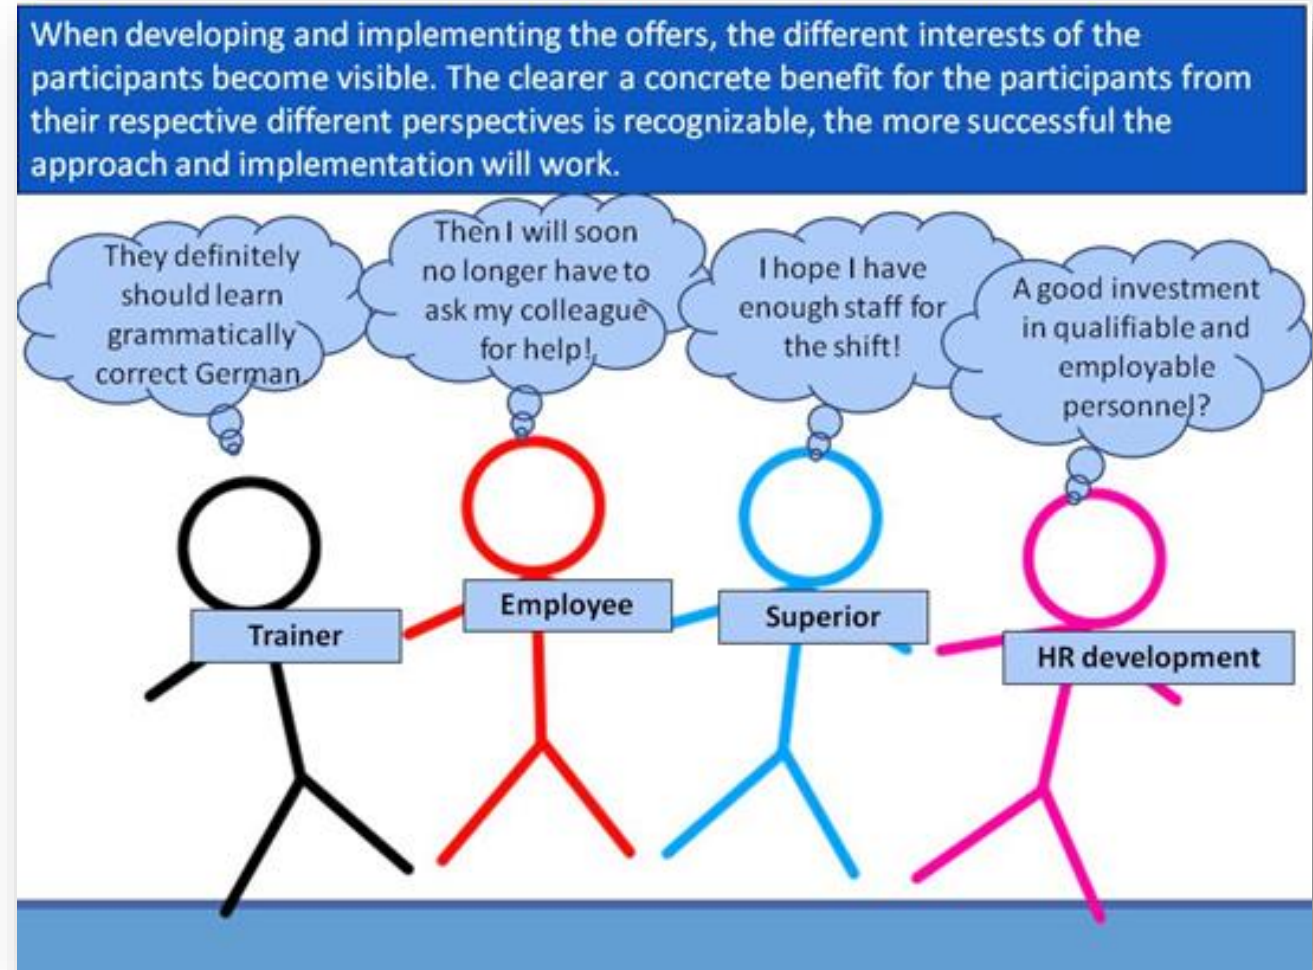 When developing and implementing the offers, the different interests of the
participants become visible. The clearer a concrete benefit for the participants from
their respective different perspectives is recognizable, the more successful the
approach and implementation will work.
They definitely
should learn
grammatically
correct German.
Then I will soon
no longer have to
ask my colleague
for help!
I hope I have
enough staff for
the shift!
A good investment
in qualifiable and
employable
personnel?
Trainer
Employee
Superior
HR development